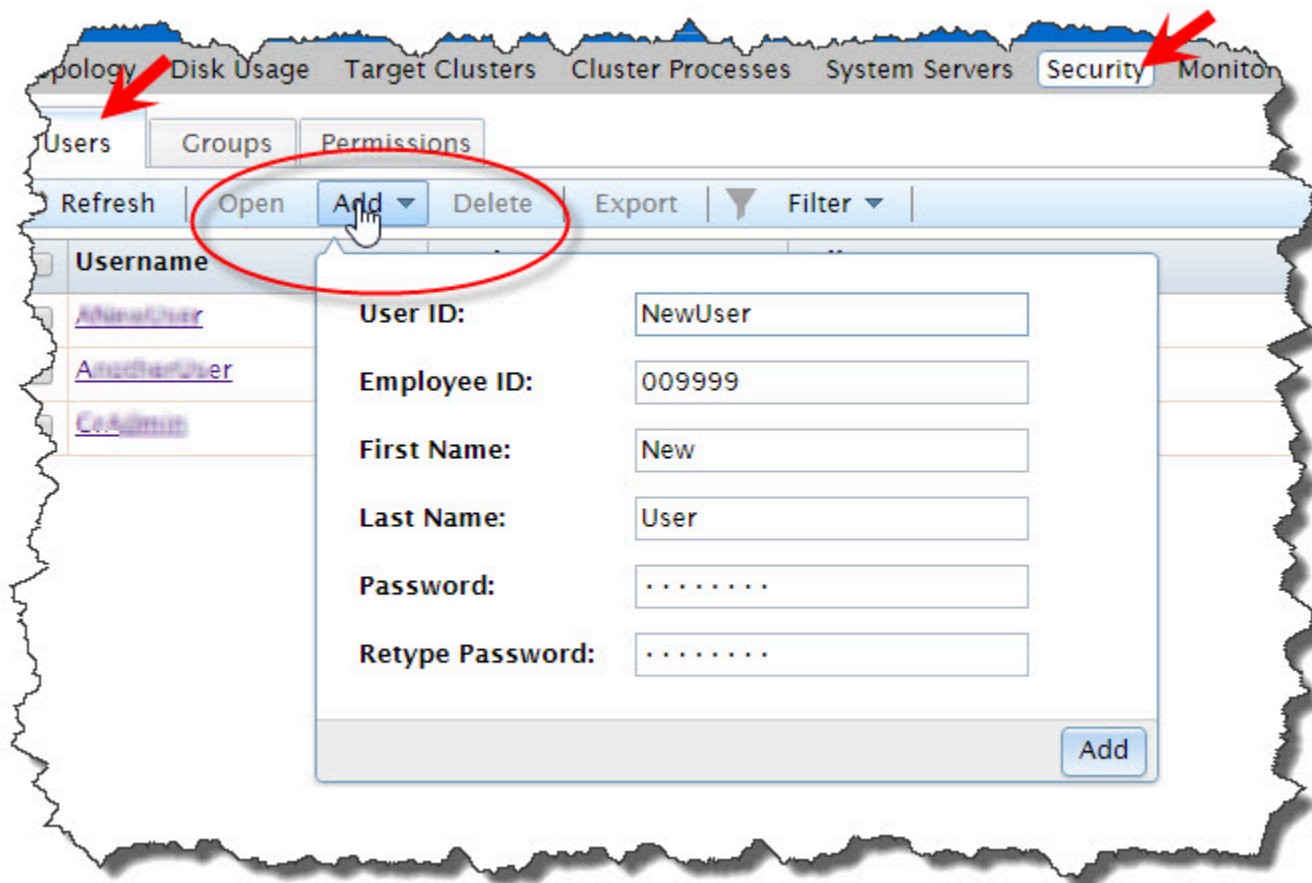 pology Disk Usage Target Clusters Cluster Processes System Servers Security Monitor
Users Groups Permissions
Refresh Open Add Delete Export Filter
Username
User ID: NewUser
Employee ID: 009999
First Name: New
Last Name: User
Password: ········
Retype Password: ········
Add